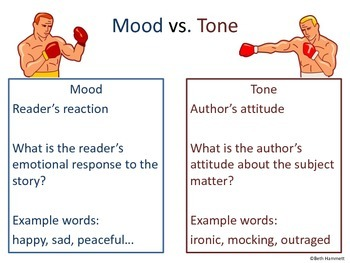 Mood vs. Tone
Mood
Reader's reaction
What is the reader's
emotional response to the
story?
Example words:
happy, sad, peaceful...
Tone
Author's attitude
What is the author's
attitude about the subject
matter?
Example words:
ironic, mocking, outraged
©Beth Hammett